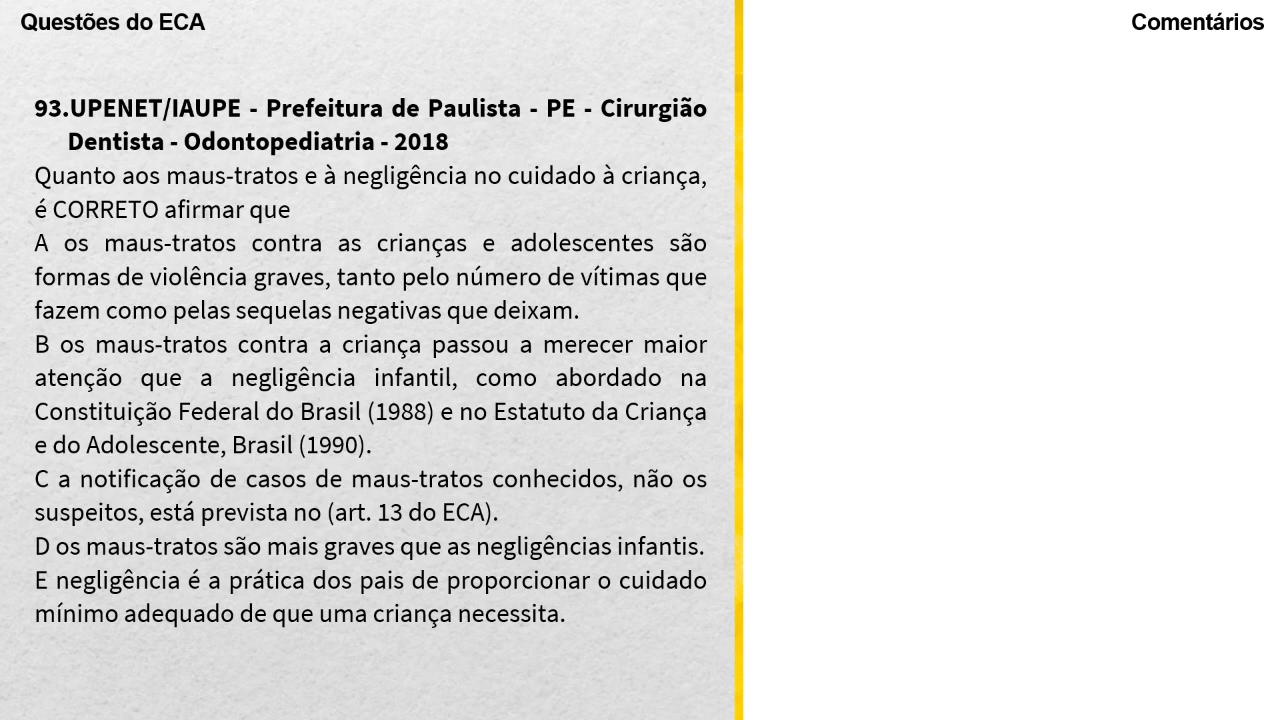 Questões do ECA
Comentários
93.UPENET/IAUPE - Prefeitura de Paulista - PE - Cirurgião
Dentista - Odontopediatria - 2018
Quanto aos maus-tratos e à negligência no cuidado à criança,
é CORRETO afirmar que
A os maus-tratos contra as crianças e adolescentes são
formas de violência graves, tanto pelo número de vítimas que
fazem como pelas sequelas negativas que deixam.
B os maus-tratos contra a criança passou a merecer maior
atenção que a negligência infantil, como abordado na
Constituição Federal do Brasil (1988) e no Estatuto da Criança
e do Adolescente, Brasil (1990).
C a notificação de casos de maus-tratos conhecidos, não os
suspeitos, está prevista no (art. 13 do ECA).
D os maus-tratos são mais graves que as negligências infantis.
E negligência é a prática dos pais de proporcionar o cuidado
mínimo adequado de que uma criança necessita.